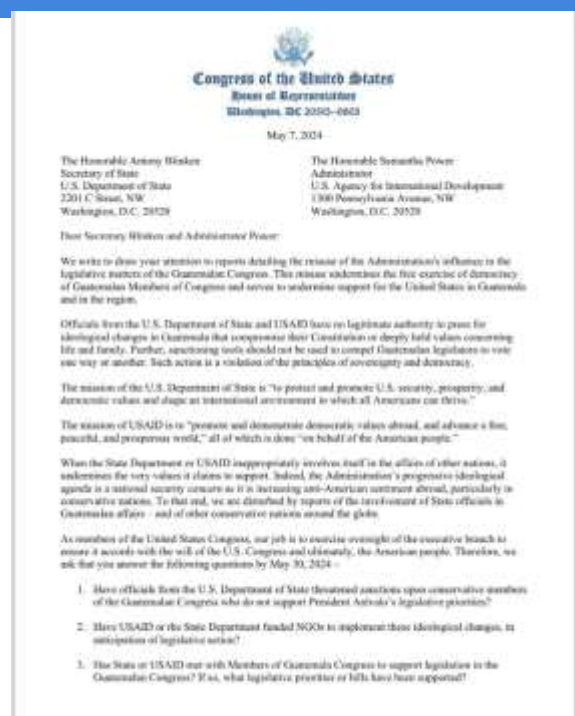 Congress of the United States
House of Representatives
Washington, DC 20515-0603
May 7, 2024
The Honorable Antony Blinken
Secretary of State
U.S. Department of State
2201 C Street, NW
Washington, D.C. 20520
The Honorable Samantha Power
Administrator
U.S. Agency for International Development
1300 Pennsylvania Avenue, NW
Washington, D.C. 20529
Dear Secretary Blinken and Administrator Power:
We write to draw your attention to reports detailing the misuse of the Administration's influence in the
legislative matters of the Guatemalan Congress. This misuse undermines the free exercise of democracy
of Guatemalan Members of Congress and serves to undermine support for the United States in Guatemala
and in the region.
Officials from the U.S. Department of State and USAID have no legitimate authority to press for
ideological changes in Guatemala that compromise their Constitution or deeply held values concerning
life and family. Further, sanctioning tools should not be used to compel Guatemalan legislators to vote
one way or another. Such action is a violation of the principles of sovereignty and democracy.
The mission of the U.S. Department of State is "to protect and promote U.S. security, prosperity, and
democratic values and shape an international environment in which all Americans can thrive."
The mission of USAID is to "promote and demonstrate democratic values abroad, and advance a free,
peaceful, and prosperous world," all of which is done "on behalf of the American people."
When the State Department or USAID inappropriately involves itself in the affairs of other nations, it
undermines the very values it claims to support. Indeed, the Administration's progressive ideological
agenda is a national security concern as it is increasing anti-American sentiment abroad, particularly in
conservative nations. To that end, we are disturbed by reports of the involvement of State officials in
Guatemalan affairs – and of other conservative nations around the globe.
As members of the United States Congress, our job is to exercise oversight of the executive branch to
ensure it accords with the will of the U.S. Congress and ultimately, the American people. Therefore, we
ask that you answer the following questions by May 30, 2024 –
1. Have officials from the U.S. Department of State threatened sanctions upon conservative members
of the Guatemalan Congress who do not support President Arévalo's legislative priorities?
2. Have USAID or the State Department funded NGOs to implement these ideological changes, in
anticipation of legislative action?
3. Has State or USAID met with Members of Guatemala Congress to support legislation in the
Guatemalan Congress? If so, what legislative priorities or bills have been supported?